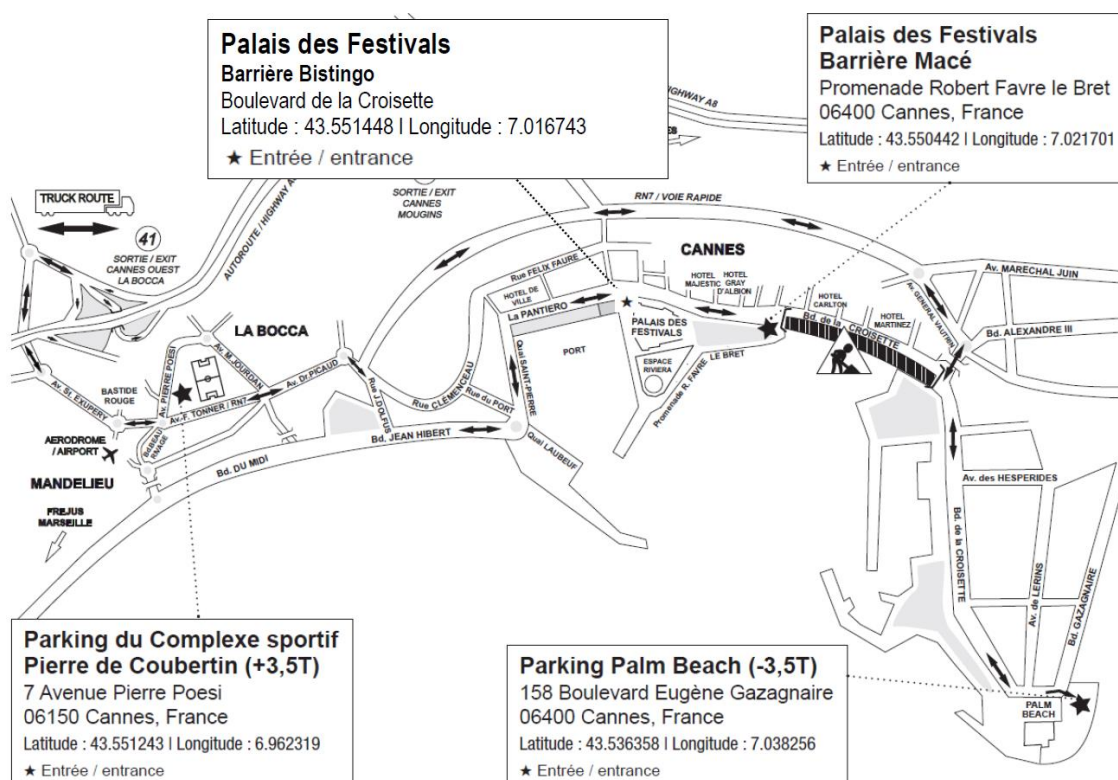 Palais des Festivals
Barrière Bistingo
Boulevard de la Croisette
Latitude : 43.551448 I Longitude : 7.016743
★ Entrée / entrance
Palais des Festivals
Barrière Macé
Promenade Robert Favre le Bret
06400 Cannes, France
Latitude : 43.550442 I Longitude : 7.021701
★ Entrée / entrance
HIGHWAY A8
TRUCK ROUTE
41
SORTIE / EXIT
CANNES OUEST
LA BOCCA
AUTOROUTE / HIGHWAY
SORTIE / EXIT
CANNES
MOUGINS
RN7 / VOIE RAPIDE
CANNES
Rue FELIX FAURE
HOTEL DE
VILLE
La PANTIERO
HOTEL
MAJESTIC
HOTEL
GRAY
D'ALBION
HOTEL
CARLTON
HOTEL
MARTINEZ
Bd. de la CROISETTE
Av. GENERAL VAUTRIN
Av. MARECHAL JUIN
Bd. ALEXANDRE III
PALAIS DES
FESTIVALS
ESPACE
RIVIERA
PORT
Promenade R. FAVRE LE BRET
Quai SAINT-PIERRE
Quai LAUBEUF
LA BOCCA
Av. PIERRE POESI
Av. M. JOURDAN
Av. Dr PICAUD
Av. F. TONNER / RN7
Rue J.DOLFUS
Rue CLÉMENCEAU
Rue du PORT
Bd. JEAN HIBERT
Bd. DU MIDI
BASTIDE
ROUGE
Av. St. EXUPERY
Bd.BEAU
RIVAGE
AERODROME
/ AIRPORT
MANDELIEU
FREJUS
MARSEILLE
Av. des HESPERIDES
Bd. de la CROISETTE
Av. de LERINS
Bd. GAZAGNAIRE
PALM
BEACH
Parking du Complexe sportif
Pierre de Coubertin (+3,5T)
7 Avenue Pierre Poesi
06150 Cannes, France
Latitude : 43.551243 I Longitude : 6.962319
★ Entrée / entrance
Parking Palm Beach (-3,5T)
158 Boulevard Eugène Gazagnaire
06400 Cannes, France
Latitude : 43.536358 I Longitude : 7.038256
★ Entrée / entrance